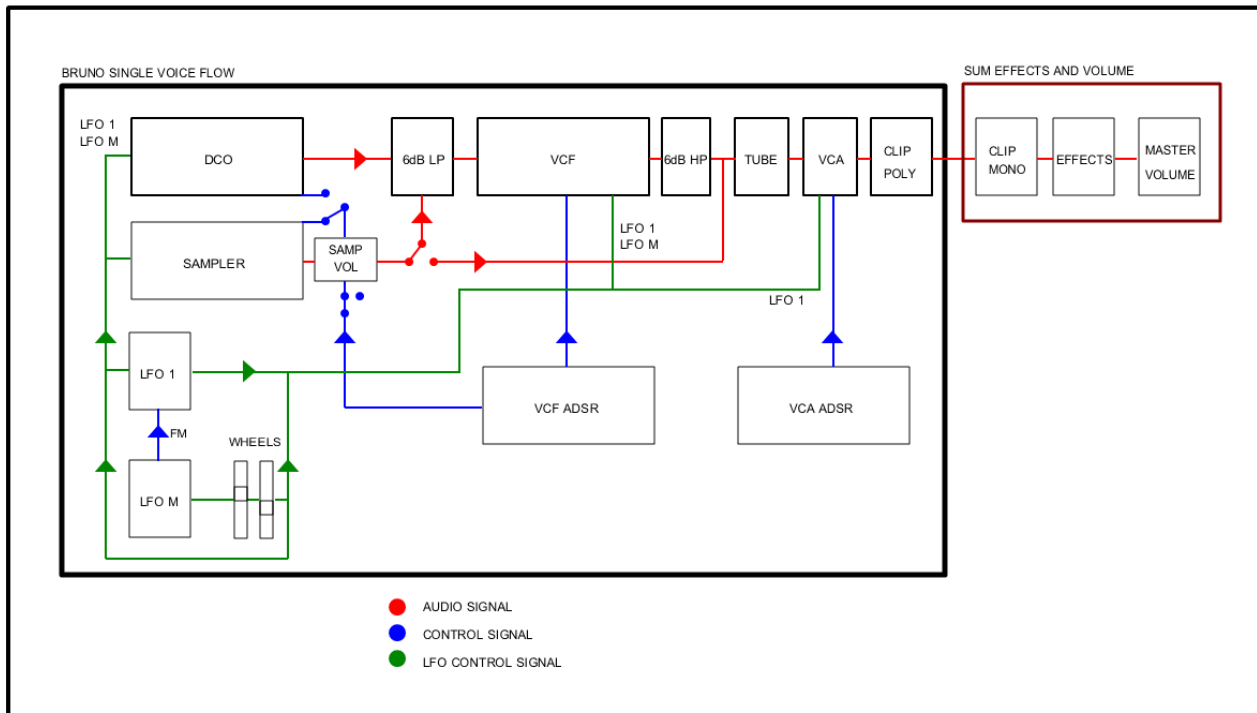 BRUNO SINGLE VOICE FLOW
SUM EFFECTS AND VOLUME
LFO 1
LFO M
DCO
6dB LP
VCF
6dB HP
TUBE
VCA
CLIP
POLY
CLIP
MONO
EFFECTS
MASTER
VOLUME
SAMPLER
SAMP
VOL
LFO 1
LFO M
LFO 1
LFO 1
VCF ADSR
VCA ADSR
FM
WHEELS
LFO M
AUDIO SIGNAL
CONTROL SIGNAL
LFO CONTROL SIGNAL